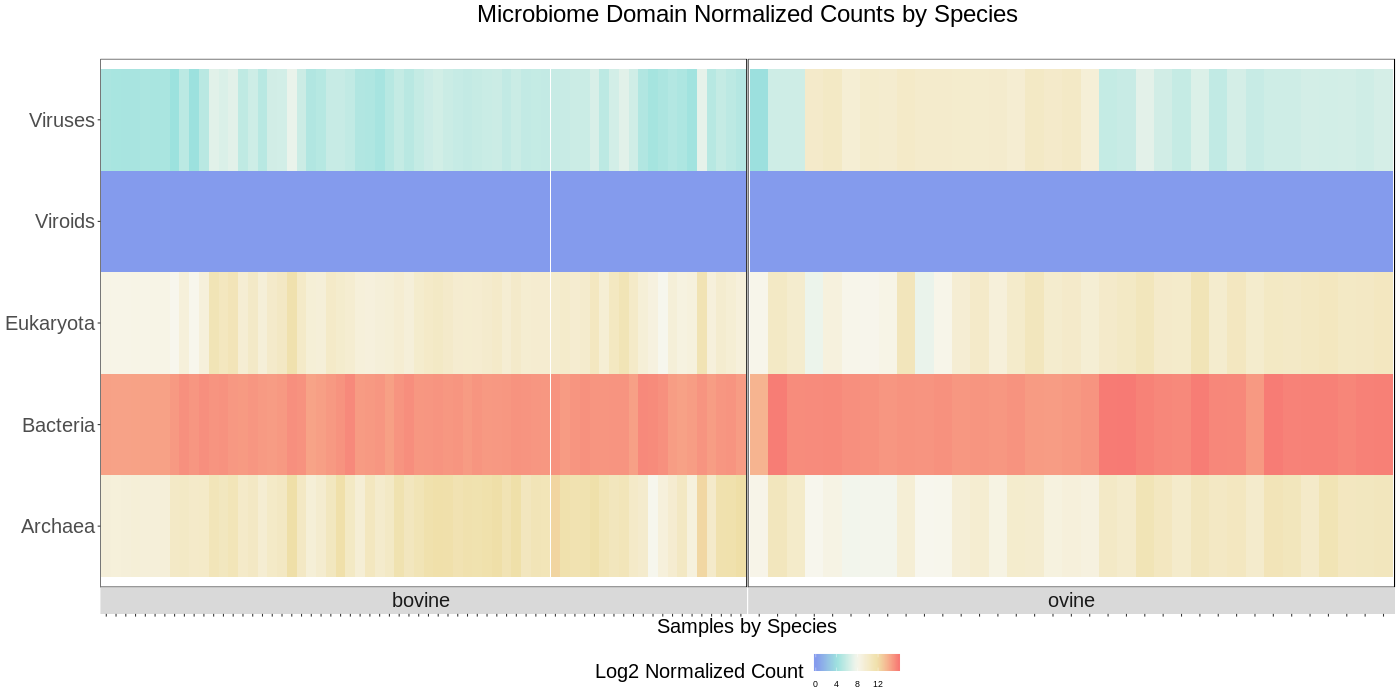 Microbiome Domain Normalized Counts by Species
Viruses
Viroids
Eukaryota
Bacteria
Archaea
bovine ovine
Samples by Species
Log2 Normalized Count
0 4 8 12